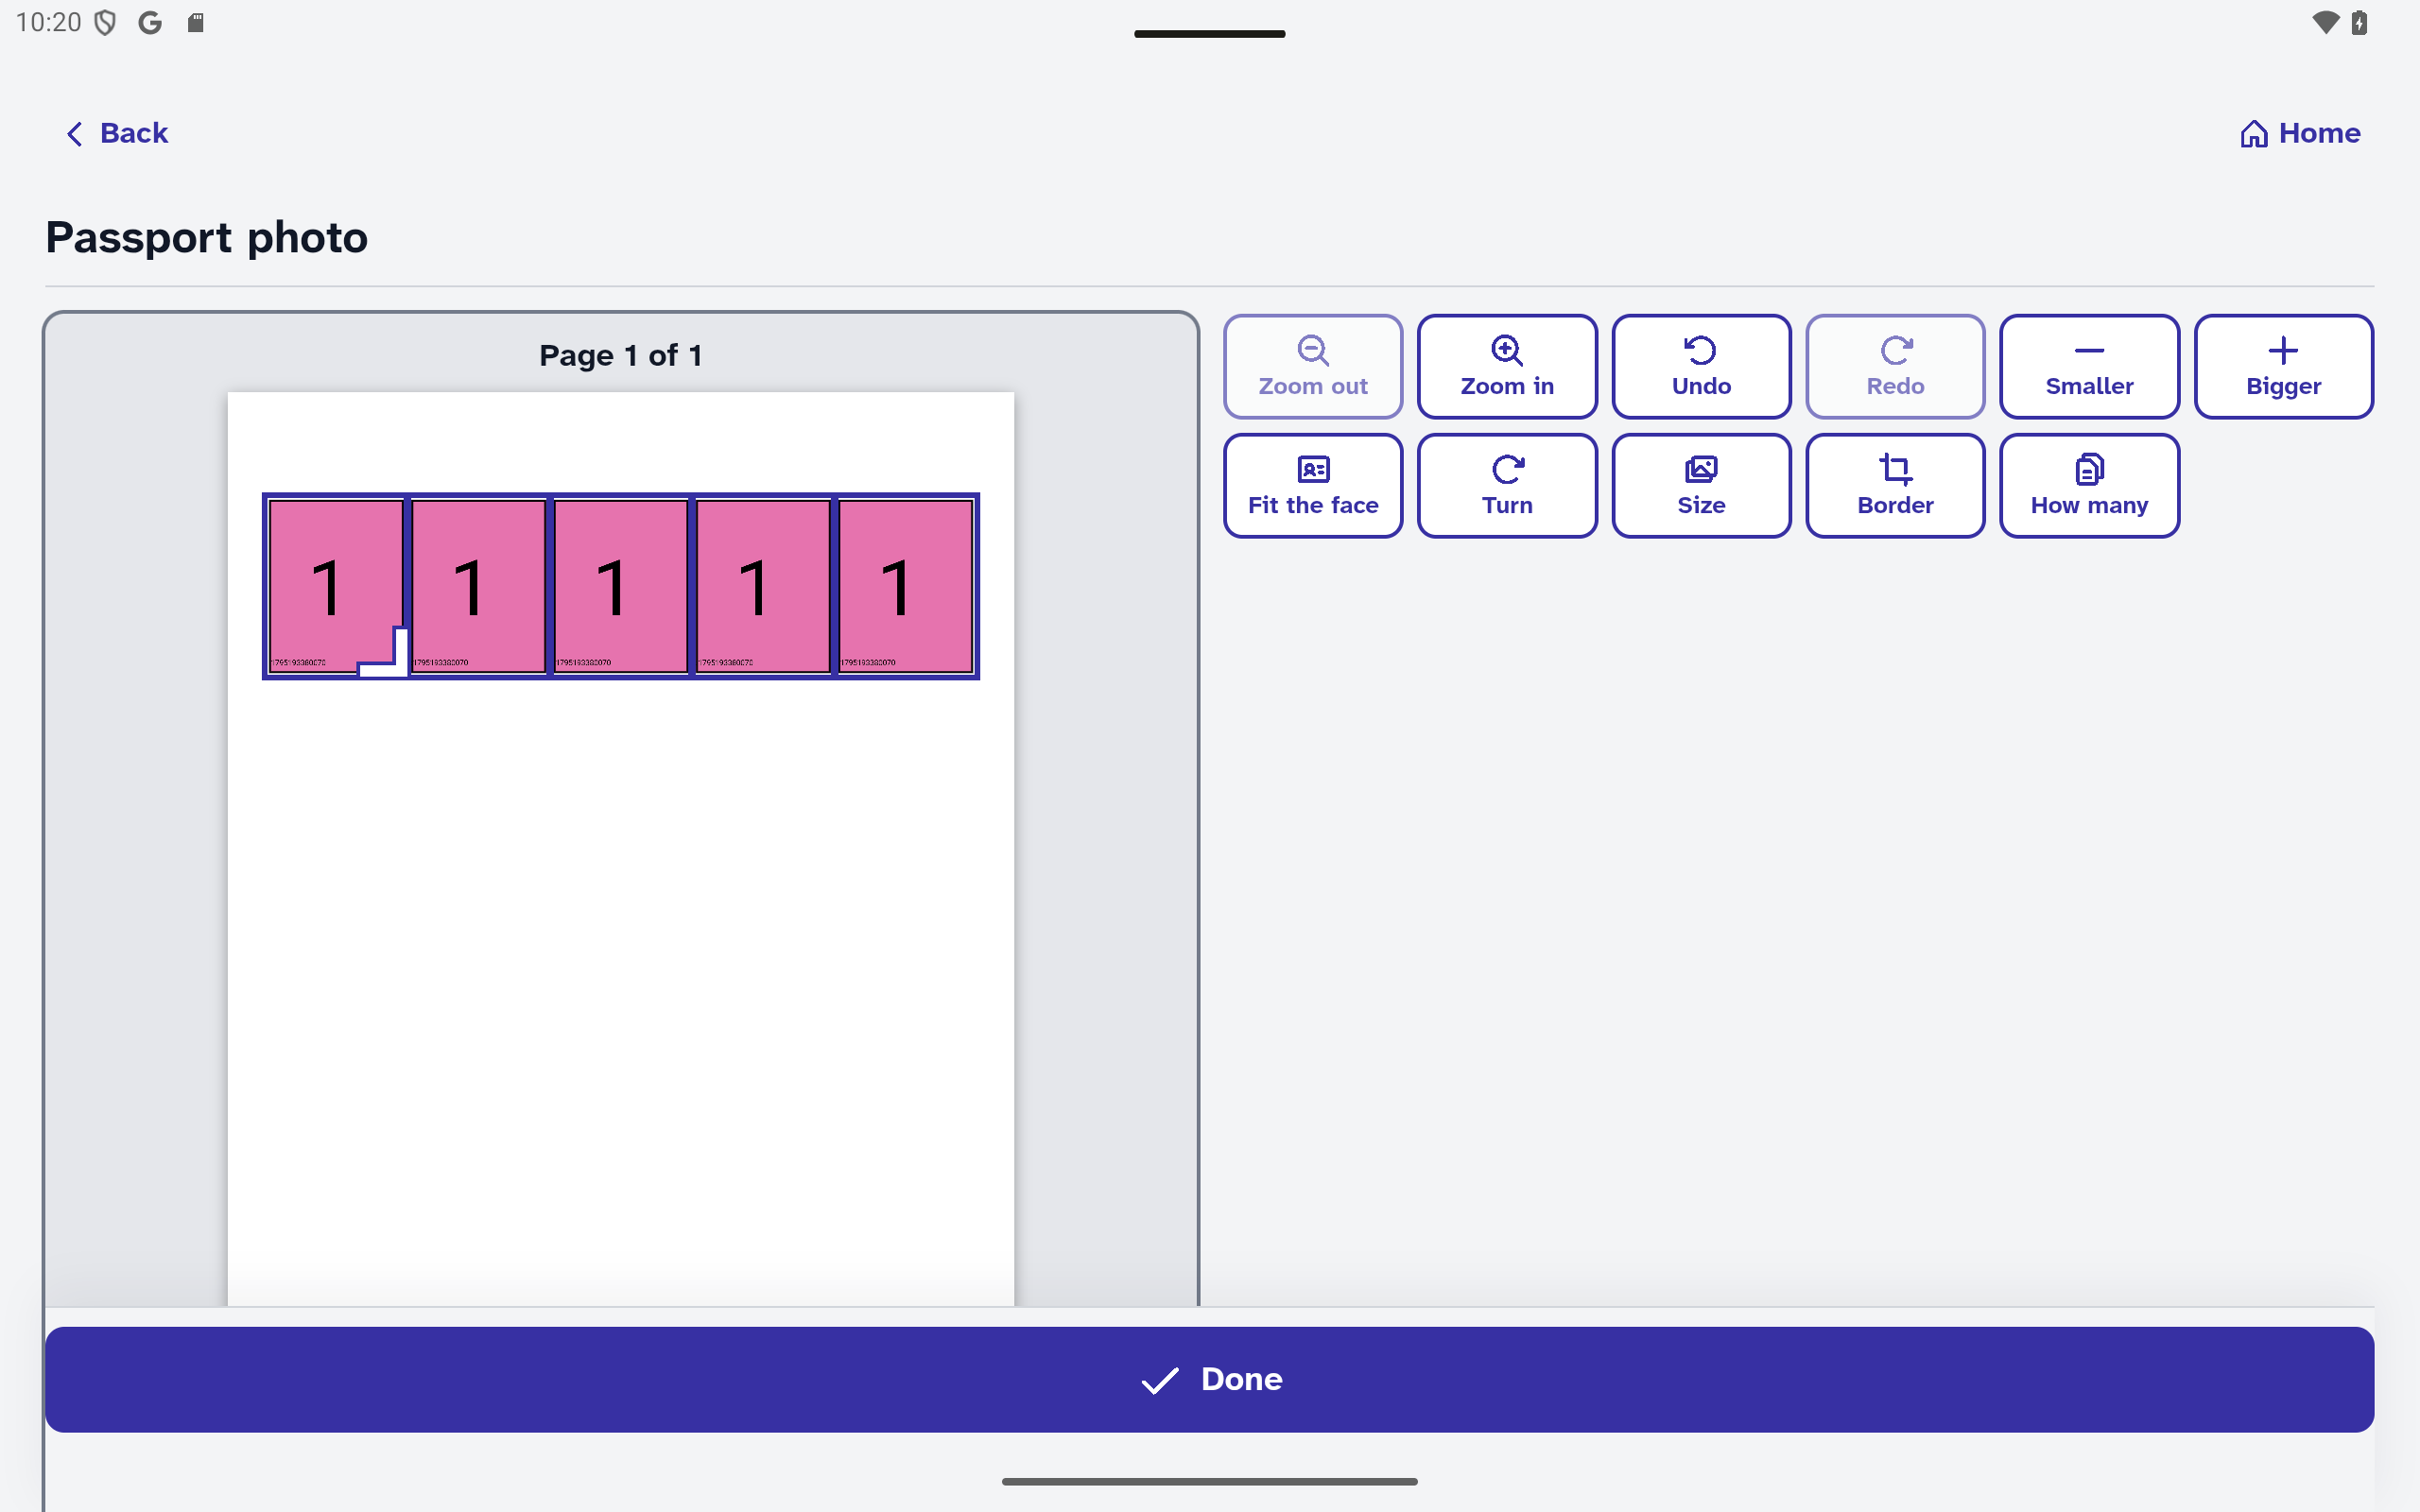 10:20
Back
Home
Passport photo
Page 1 of 1
Zoom out
Zoom in
Undo
Redo
Smaller
Bigger
Fit the face
Turn
Size
Border
How many
1 1 1 1 1
Done